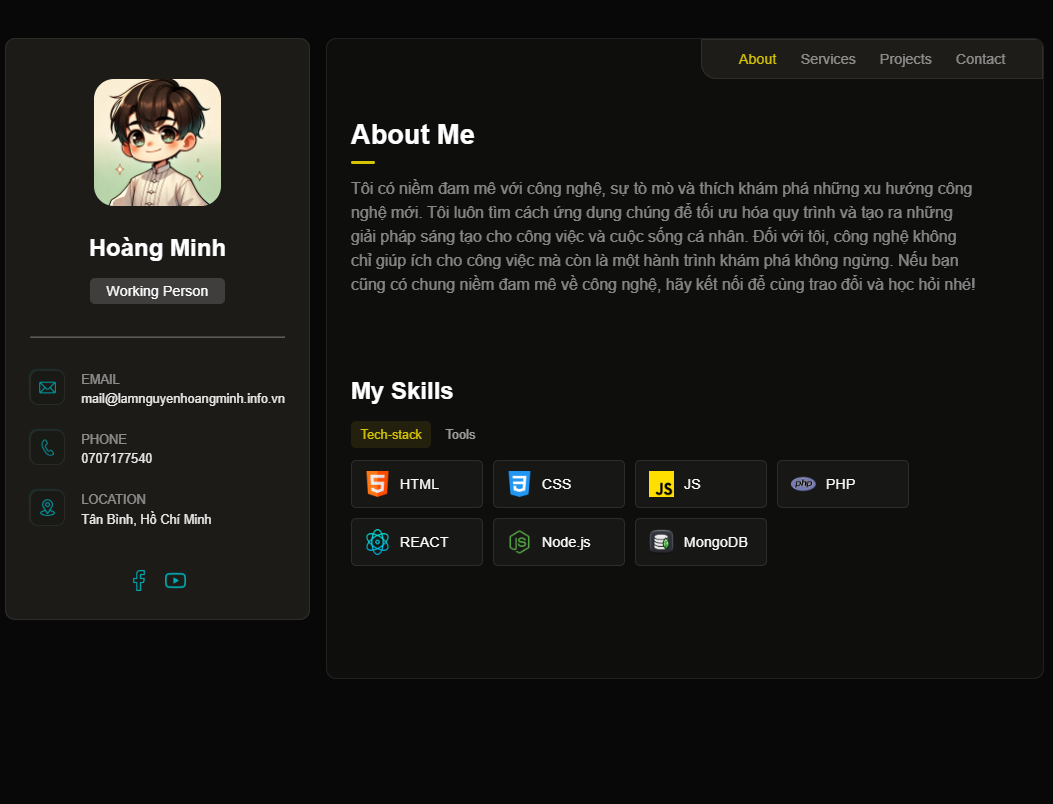 Hoàng Minh
Working Person
EMAIL
mail@lamnguyenhoangminh.info.vn
PHONE
0707177540
LOCATION
Tân Bình, Hồ Chí Minh
About Services Projects Contact
About Me
Tôi có niềm đam mê với công nghệ, sự tò mò và thích khám phá những xu hướng công
nghệ mới. Tôi luôn tìm cách ứng dụng chúng để tối ưu hóa quy trình và tạo ra những
giải pháp sáng tạo cho công việc và cuộc sống cá nhân. Đối với tôi, công nghệ không
chỉ giúp ích cho công việc mà còn là một hành trình khám phá không ngừng. Nếu bạn
cũng có chung niềm đam mê về công nghệ, hãy kết nối để cùng trao đổi và học hỏi nhé!
My Skills
Tech-stack Tools
HTML CSS JS JS php PHP
REACT JS Node.js MongoDB